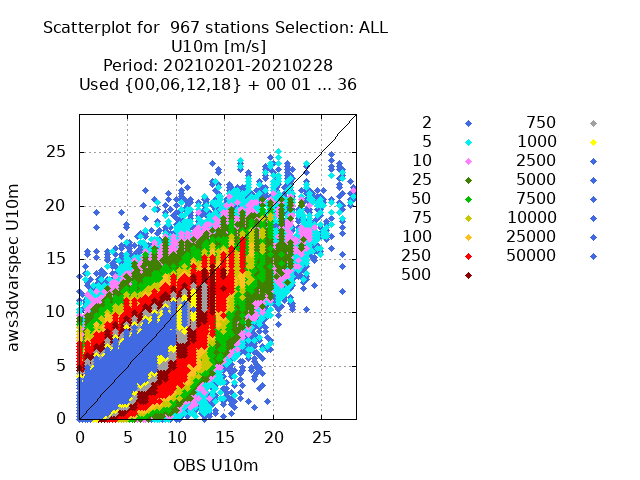 Scatterplot for  967 stations Selection: ALL
U10m [m/s]
Period: 20210201-20210228
Used {00,06,12,18} + 00 01 ... 36
aws3dvarspec U10m
25
20
15
10
5
0
0 5 10 15 20 25
OBS U10m
2 750
5 1000
10 2500
25 5000
50 7500
75 10000
100 25000
250 50000
500